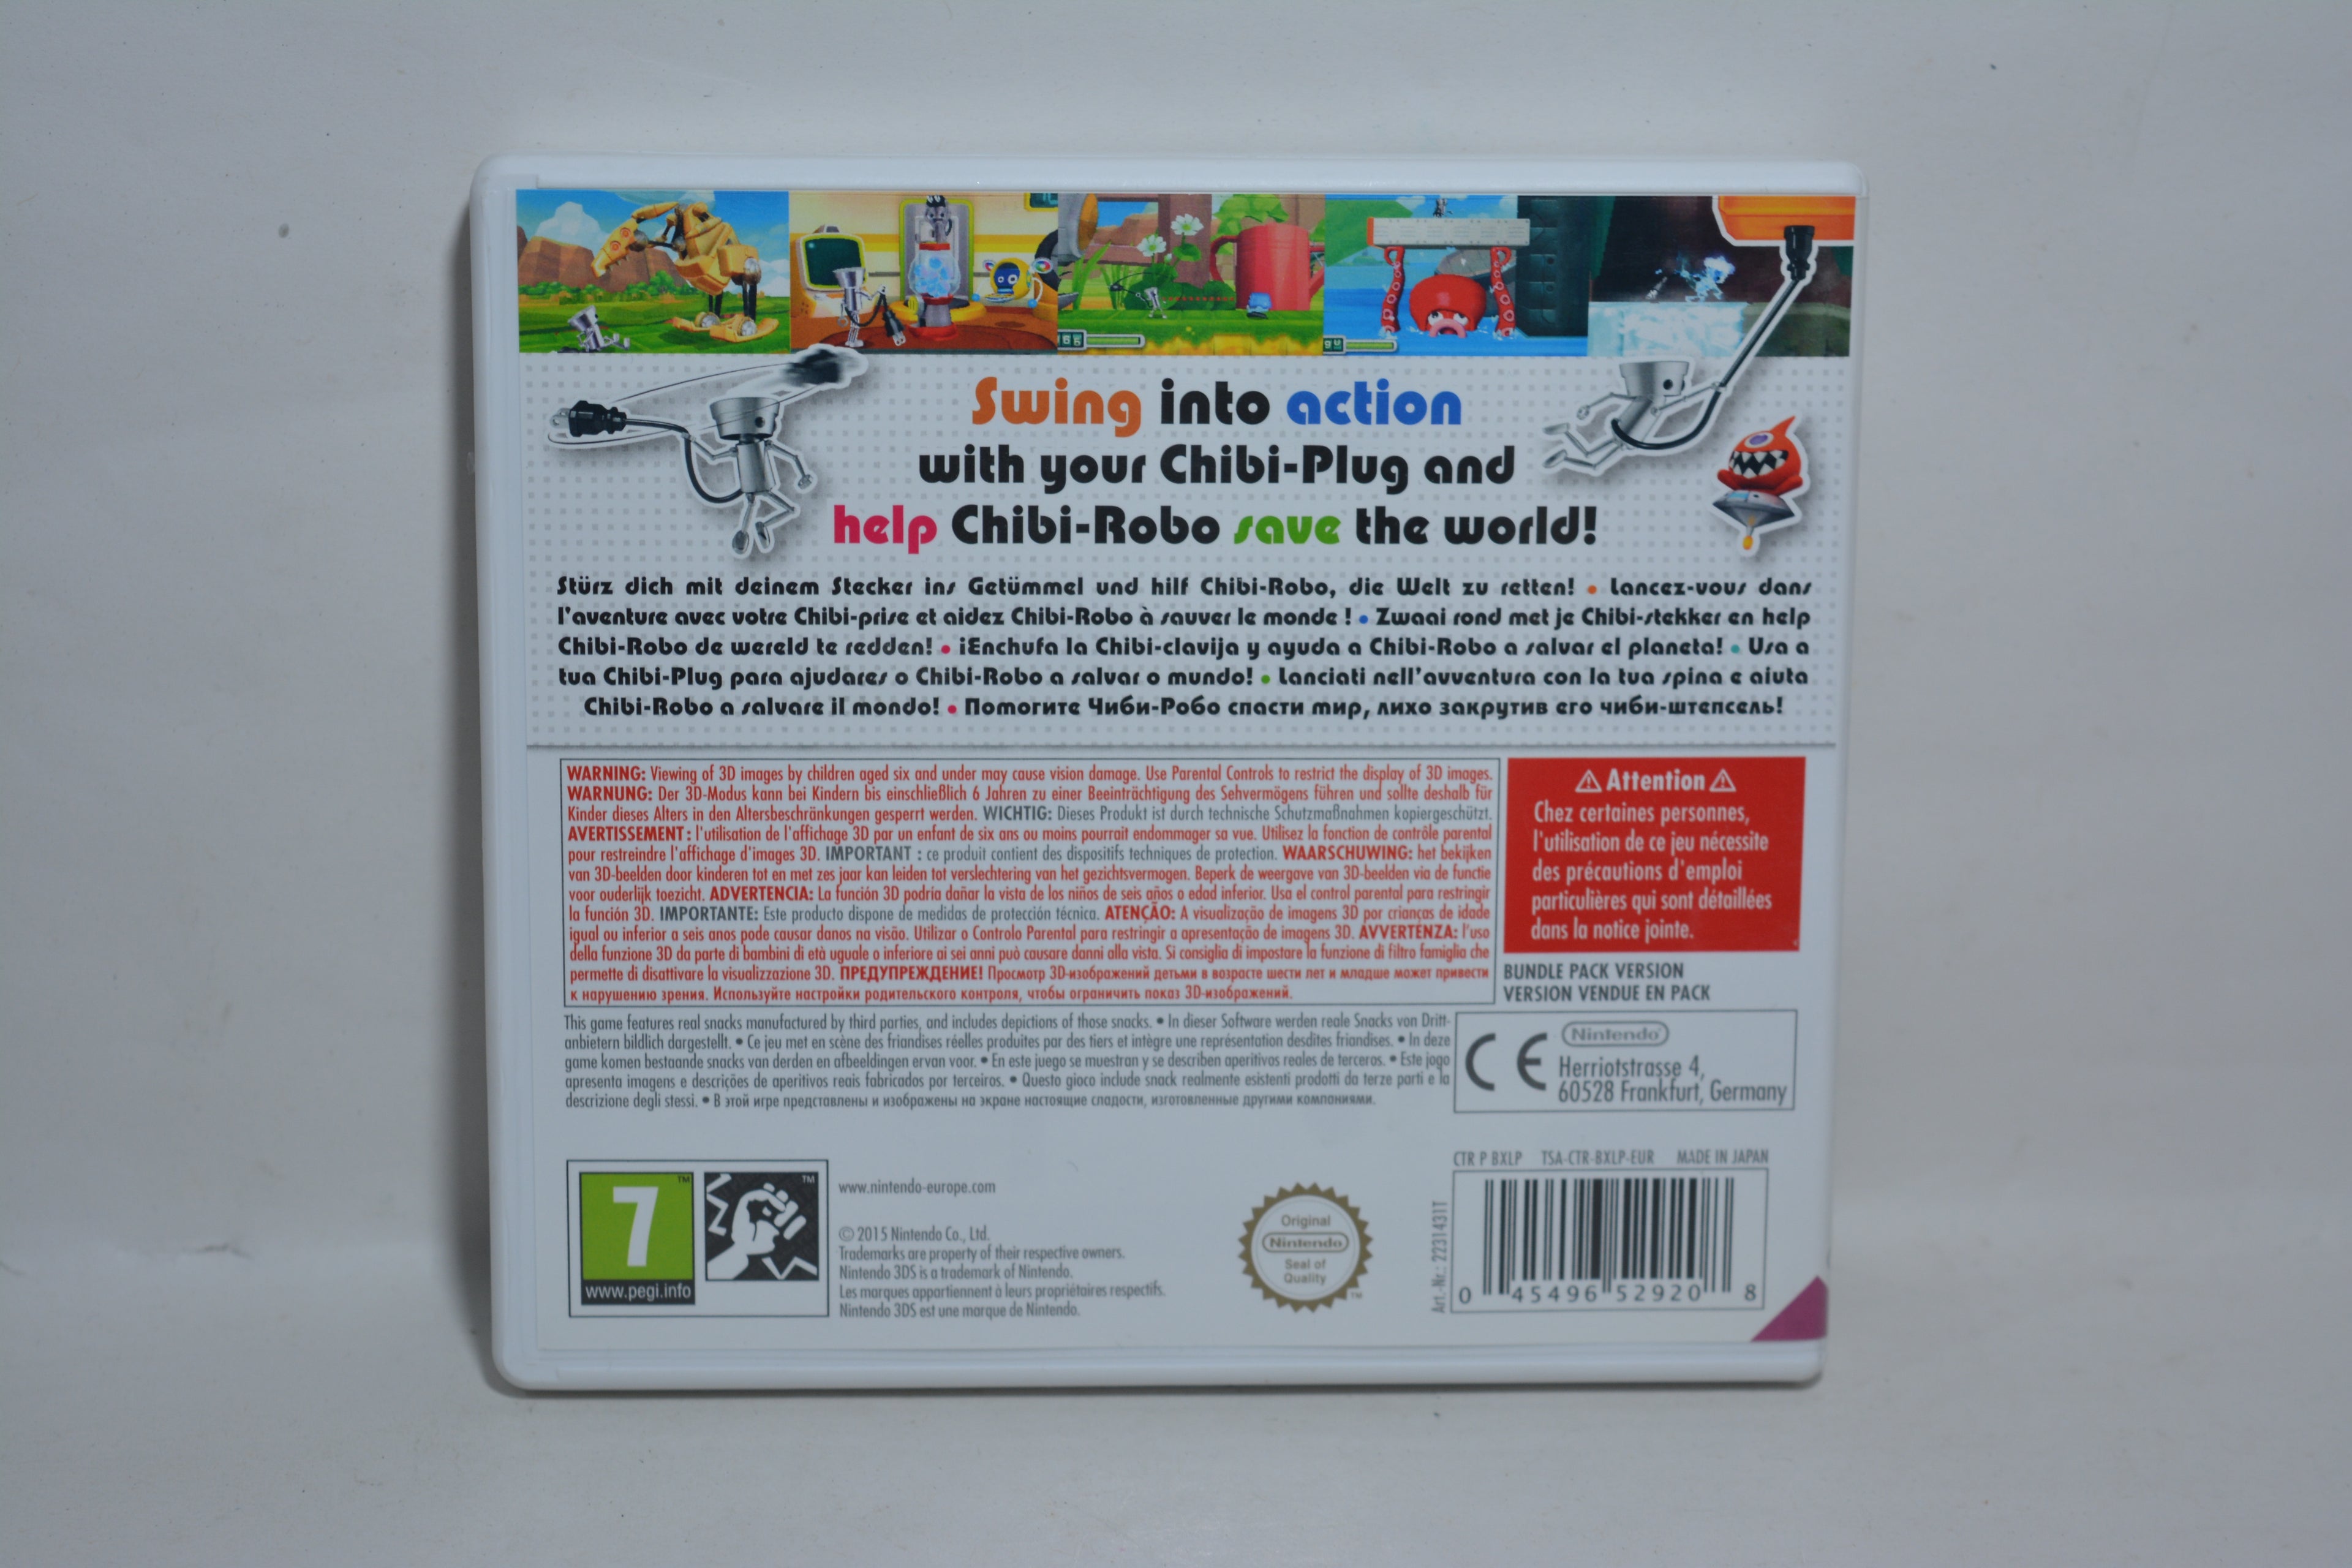 Swing into action
with your Chibi-Plug and
help Chibi-Robo save the world!
Stürz dich mit deinem Stecker ins Getümmel und hilf Chibi-Robo, die Welt zu retten! • Lancez-vous dans
l'aventure avec votre Chibi-prise et aidez Chibi-Robo à sauver le monde ! • Zwaai rond met je Chibi-stekker en help
Chibi-Robo de wereld te redden! • ¡Enchufa la Chibi-clavija y ayuda a Chibi-Robo a salvar el planeta! • Usa a
tua Chibi-Plug para ajudares o Chibi-Robo a salvar o mundo! • Lanciati nell'avventura con la tua spina e aiuta
Chibi-Robo a salvare il mondo! • Помогите Чиби-Робо спасти мир, лихо закрутив его чиби-штепсель!
WARNING: Viewing of 3D images by children aged six and under may cause vision damage. Use Parental Controls to restrict the display of 3D images.
WARNUNG: Der 3D-Modus kann bei Kindern bis einschließlich 6 Jahren zu einer Beeinträchtigung des Sehvermögens führen und sollte deshalb für
Kinder dieses Alters in den Altersbeschränkungen gesperrt werden. WICHTIG: Dieses Produkt ist durch technische Schutzmaßnahmen kopiergeschützt.
AVERTISSEMENT : l'utilisation de l'affichage 3D par un enfant de six ans ou moins pourrait endommager sa vue. Utilisez la fonction de contrôle parental
pour restreindre l'affichage d'images 3D. IMPORTANT : ce produit contient des dispositifs techniques de protection. WAARSCHUWING: het bekijken
van 3D-beelden door kinderen tot en met zes jaar kan leiden tot verslechtering van het gezichtsvermogen. Beperk de weergave van 3D-beelden via de functie
voor ouderlijk toezicht. ADVERTENCIA: La función 3D podría dañar la vista de los niños de seis años o edad inferior. Usa el control parental para restringir
la función 3D. IMPORTANTE: Este producto dispone de medidas de protección técnica. ATENÇÃO: A visualização de imagens 3D por crianças de idade
igual ou inferior a seis anos pode causar danos na visão. Utilizar o Controlo Parental para restringir a apresentação de imagens 3D. AVVERTENZA: l'uso
della funzione 3D da parte di bambini di età uguale o inferiore ai sei anni può causare danni alla vista. Si consiglia di impostare la funzione di filtro famiglia che
permette di disattivare la visualizzazione 3D. ПРЕДУПРЕЖДЕНИЕ! Просмотр 3D-изображений детьми в возрасте шести лет и младше может привести
к нарушению зрения. Используйте настройки родительского контроля, чтобы ограничить показ 3D-изображений.
Attention
Chez certaines personnes,
l'utilisation de ce jeu nécessite
des précautions d'emploi
particulières qui sont détaillées
dans la notice jointe.
BUNDLE PACK VERSION
VERSION VENDUE EN PACK
This game features real snacks manufactured by third parties, and includes depictions of those snacks. • In dieser Software werden reale Snacks von Dritt-
anbietern bildlich dargestellt. • Ce jeu met en scène des friandises réelles produites par des tiers et intègre une représentation desdites friandises. • In deze
game komen bestaande snacks van derden en afbeeldingen ervan voor. • En este juego se muestran y se describen aperitivos reales de terceros. • Este jogo
apresenta imagens e descrições de aperitivos reais fabricados por terceiros. • Questo gioco include snack realmente esistenti prodotti da terze parti e la
descrizione degli stessi. • В этой игре представлены и изображены на экране настоящие сладости, изготовленные другими компаниями.
CE Nintendo
Herriotstrasse 4,
60528 Frankfurt, Germany
7™
www.pegi.info
™
www.nintendo-europe.com
© 2015 Nintendo Co., Ltd.
Trademarks are property of their respective owners.
Nintendo 3DS is a trademark of Nintendo.
Les marques appartiennent à leurs propriétaires respectifs.
Nintendo 3DS est une marque de Nintendo.
Original
Nintendo
Seal of
Quality
™
CTR P BXLP TSA-CTR-BXLP-EUR MADE IN JAPAN
Art.-Nr.: 2231431T
0 45496 52920 8